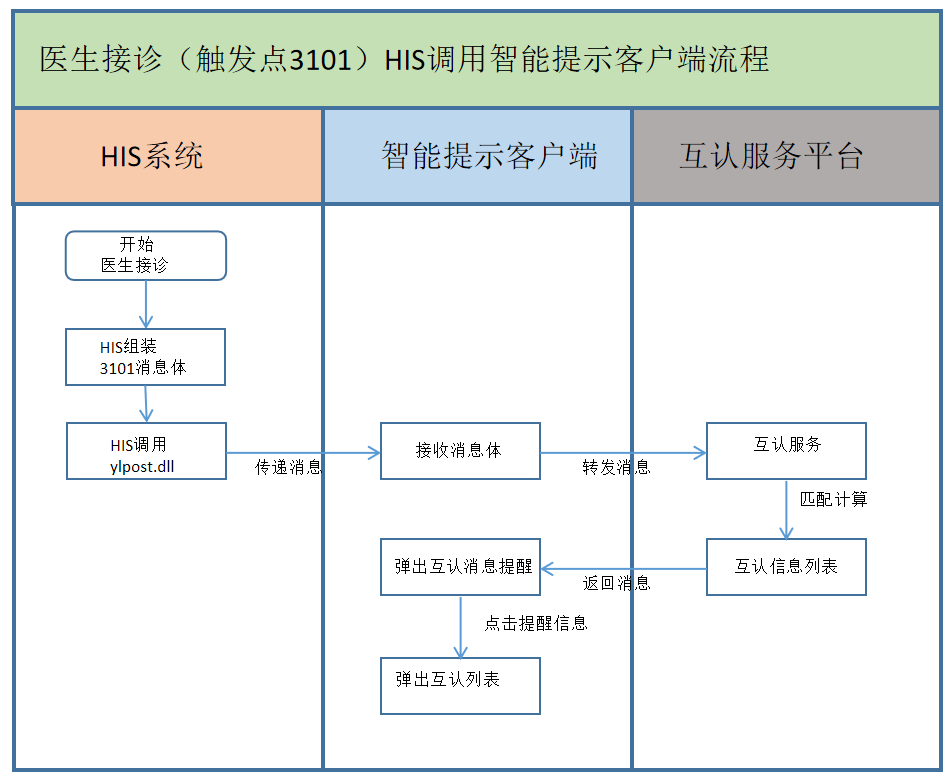 医生接诊（触发点3101）HIS调用智能提示客户端流程
HIS系统
智能提示客户端
互认服务平台
开始
医生接诊
HIS组装
3101消息体
HIS调用
ylpost.dll
传递消息
接收消息体
转发消息
互认服务
匹配计算
互认信息列表
返回消息
弹出互认消息提醒
点击提醒信息
弹出互认列表